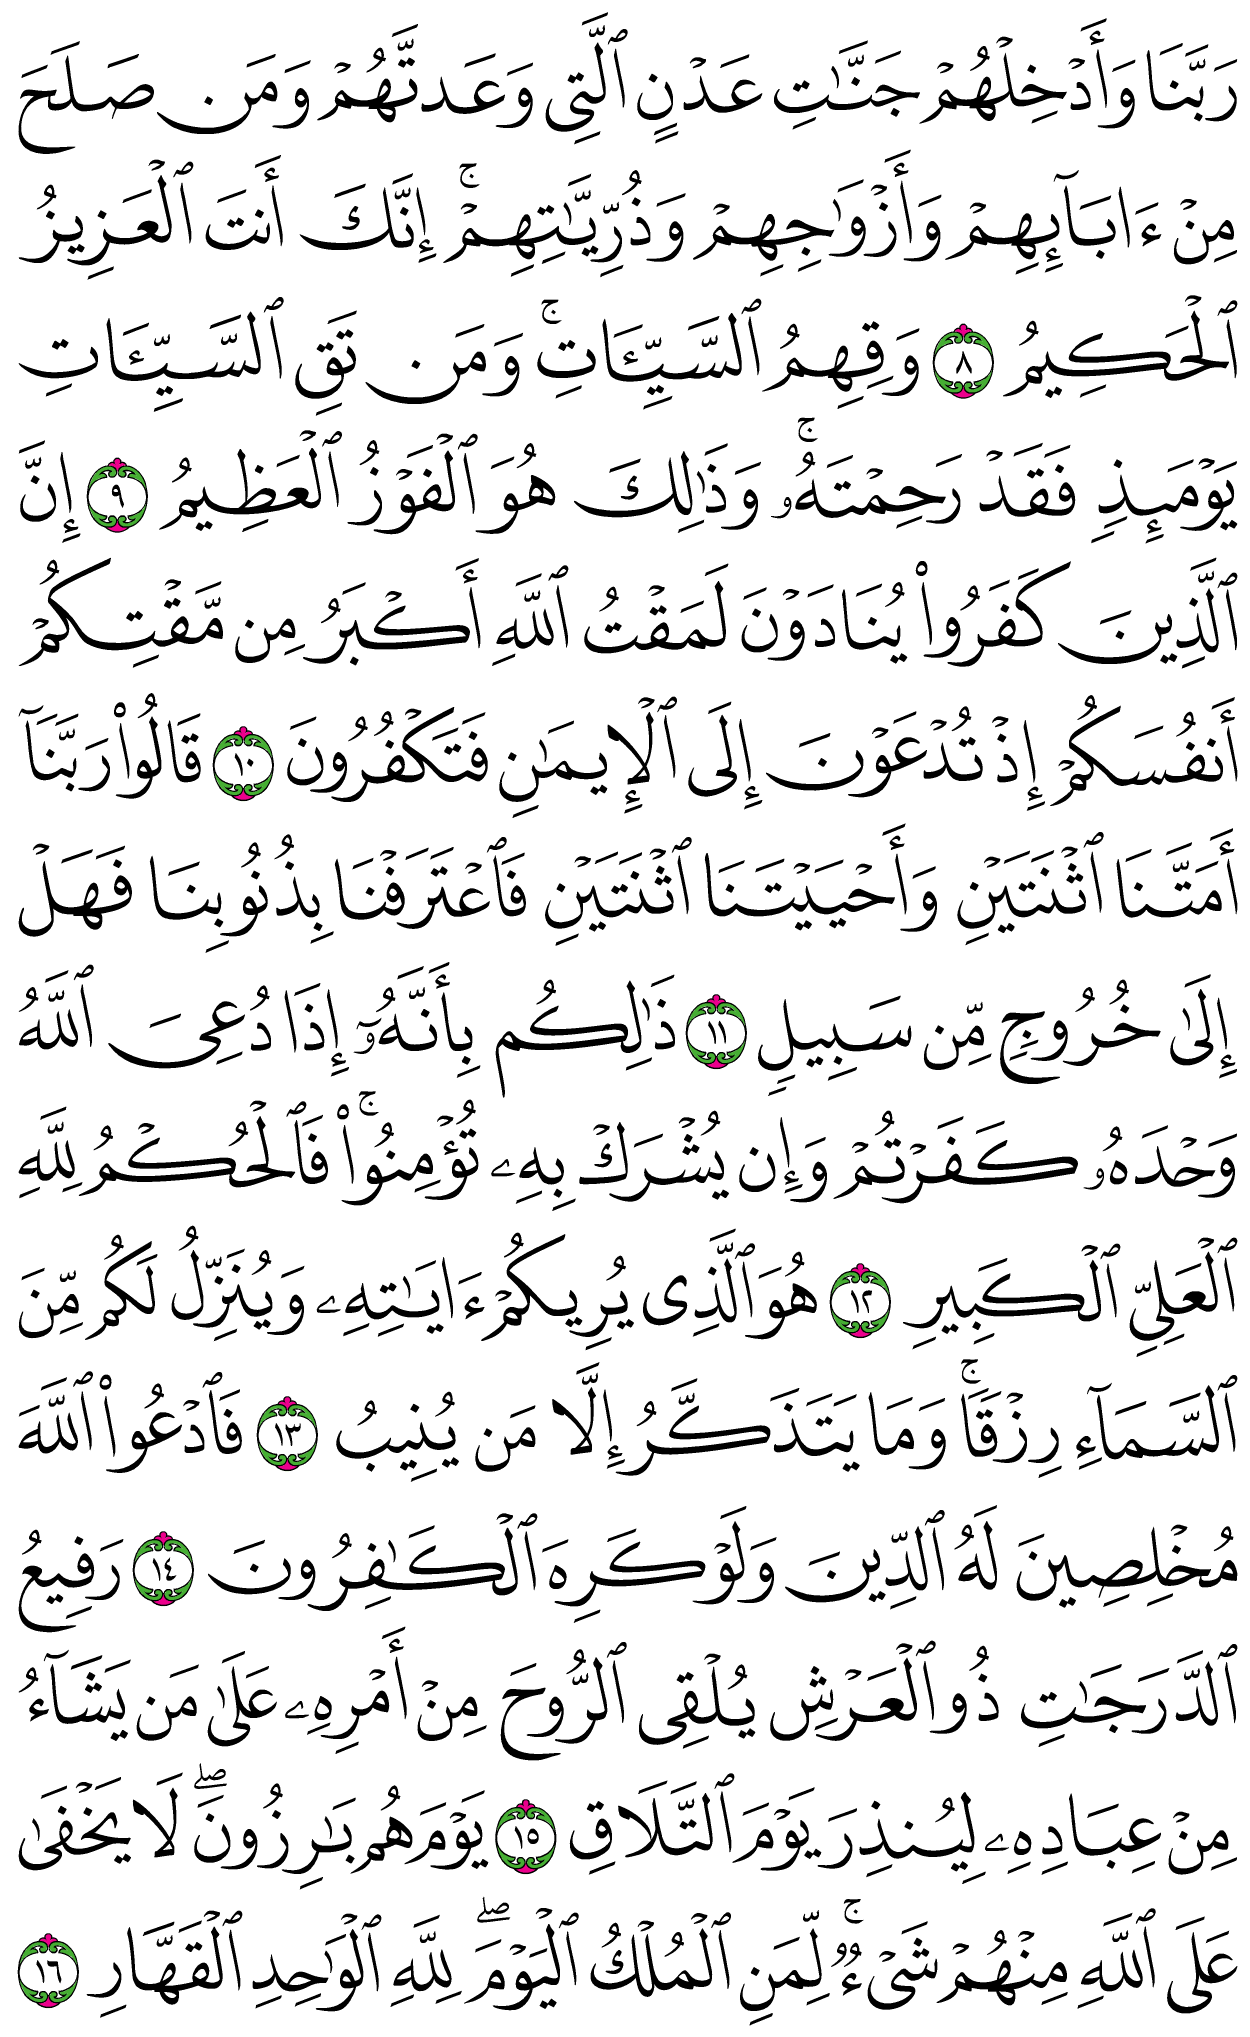 رَبَّنَا وَأَدۡخِلۡهُمۡ جَنَّٰتِ عَدۡنٍ ٱلَّتِي وَعَدتَّهُمۡ وَمَن صَلَحَ
مِنۡ ءَابَآئِهِمۡ وَأَزۡوَٰجِهِمۡ وَذُرِّيَّٰتِهِمۡۚ إِنَّكَ أَنتَ ٱلۡعَزِيزُ
ٱلۡحَكِيمُ ٨ وَقِهِمُ ٱلسَّيِّـَٔاتِۚ وَمَن تَقِ ٱلسَّيِّـَٔاتِ
يَوۡمَئِذٖ فَقَدۡ رَحِمۡتَهُۥۚ وَذَٰلِكَ هُوَ ٱلۡفَوۡزُ ٱلۡعَظِيمُ ٩ إِنَّ
ٱلَّذِينَ كَفَرُواْ يُنَادَوۡنَ لَمَقۡتُ ٱللَّهِ أَكۡبَرُ مِن مَّقۡتِكُمۡ
أَنفُسَكُمۡ إِذۡ تُدۡعَوۡنَ إِلَى ٱلۡإِيمَٰنِ فَتَكۡفُرُونَ ١٠ قَالُواْ رَبَّنَآ
أَمَتَّنَا ٱثۡنَتَيۡنِ وَأَحۡيَيۡتَنَا ٱثۡنَتَيۡنِ فَٱعۡتَرَفۡنَا بِذُنُوبِنَا فَهَلۡ
إِلَىٰ خُرُوجٖ مِّن سَبِيلٖ ١١ ذَٰلِكُم بِأَنَّهُۥٓ إِذَا دُعِيَ ٱللَّهُ
وَحۡدَهُۥ كَفَرۡتُمۡ وَإِن يُشۡرَكۡ بِهِۦ تُؤۡمِنُواْۚ فَٱلۡحُكۡمُ لِلَّهِ
ٱلۡعَلِيِّ ٱلۡكَبِيرِ ١٢ هُوَ ٱلَّذِي يُرِيكُمۡ ءَايَٰتِهِۦ وَيُنَزِّلُ لَكُم مِّنَ
ٱلسَّمَآءِ رِزۡقٗاۚ وَمَا يَتَذَكَّرُ إِلَّا مَن يُنِيبُ ١٣ فَٱدۡعُواْ ٱللَّهَ
مُخۡلِصِينَ لَهُ ٱلدِّينَ وَلَوۡ كَرِهَ ٱلۡكَٰفِرُونَ ١٤ رَفِيعُ
ٱلدَّرَجَٰتِ ذُو ٱلۡعَرۡشِ يُلۡقِي ٱلرُّوحَ مِنۡ أَمۡرِهِۦ عَلَىٰ مَن يَشَآءُ
مِنۡ عِبَادِهِۦ لِيُنذِرَ يَوۡمَ ٱلتَّلَاقِ ١٥ يَوۡمَ هُم بَٰرِزُونَۖ لَا يَخۡفَىٰ
عَلَى ٱللَّهِ مِنۡهُمۡ شَيۡءٞۚ لِّمَنِ ٱلۡمُلۡكُ ٱلۡيَوۡمَۖ لِلَّهِ ٱلۡوَٰحِدِ ٱلۡقَهَّارِ ١٦